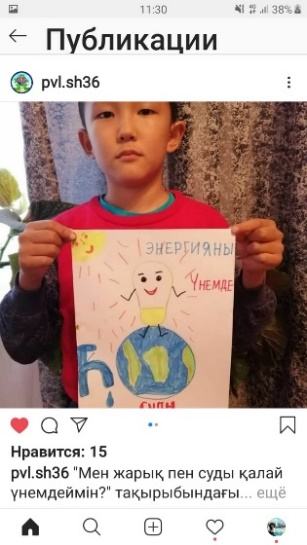 11:30
38%
Публикации
pvl.sh36
ЭНЕРГИЯНЫ
ҮНЕМДЕ
СУДЫ
Нравится: 15
pvl.sh36 "Мен жарық пен суды қалай
үнемдеймін?" тақырыбындағы... ещё